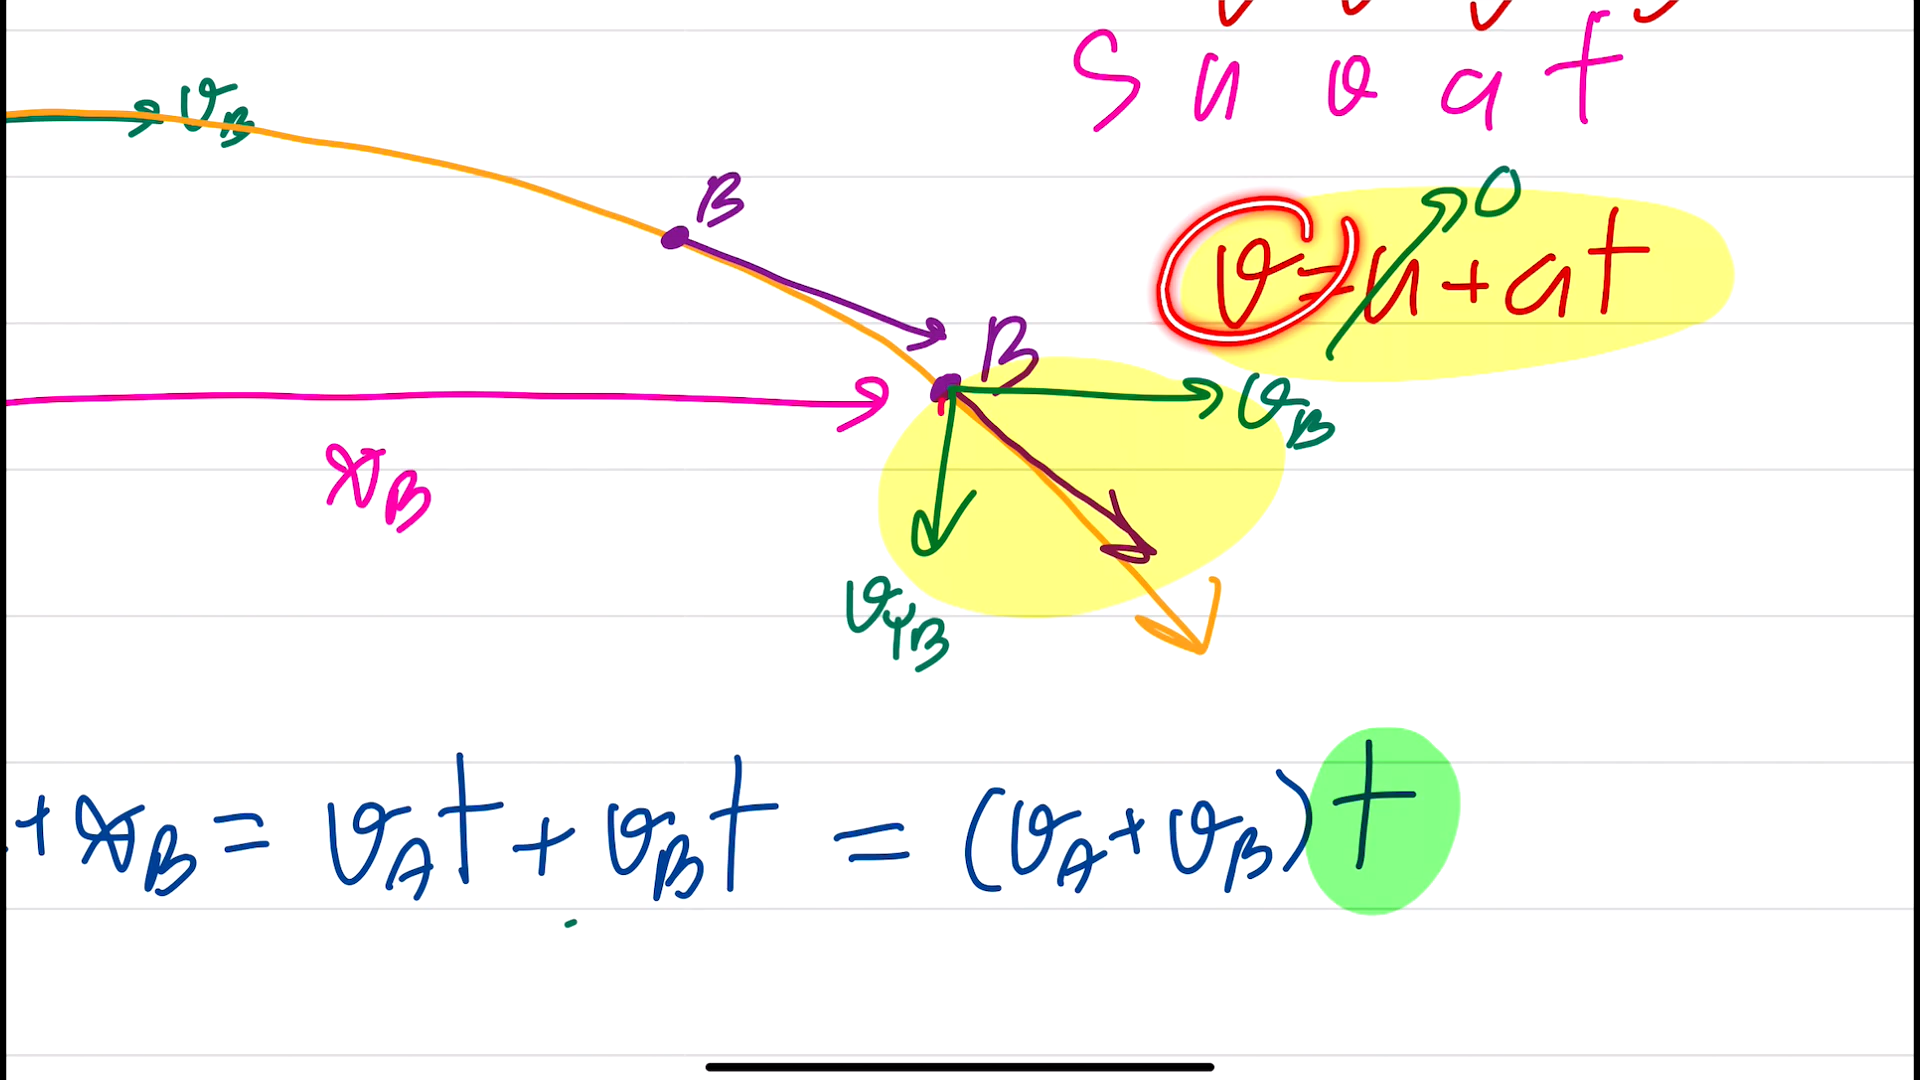 s u v a t
v_B
B
v = u + at
0
B
v_B
x_B
v_yB
+ x_B = v_A t + v_B t = (v_A + v_B) t